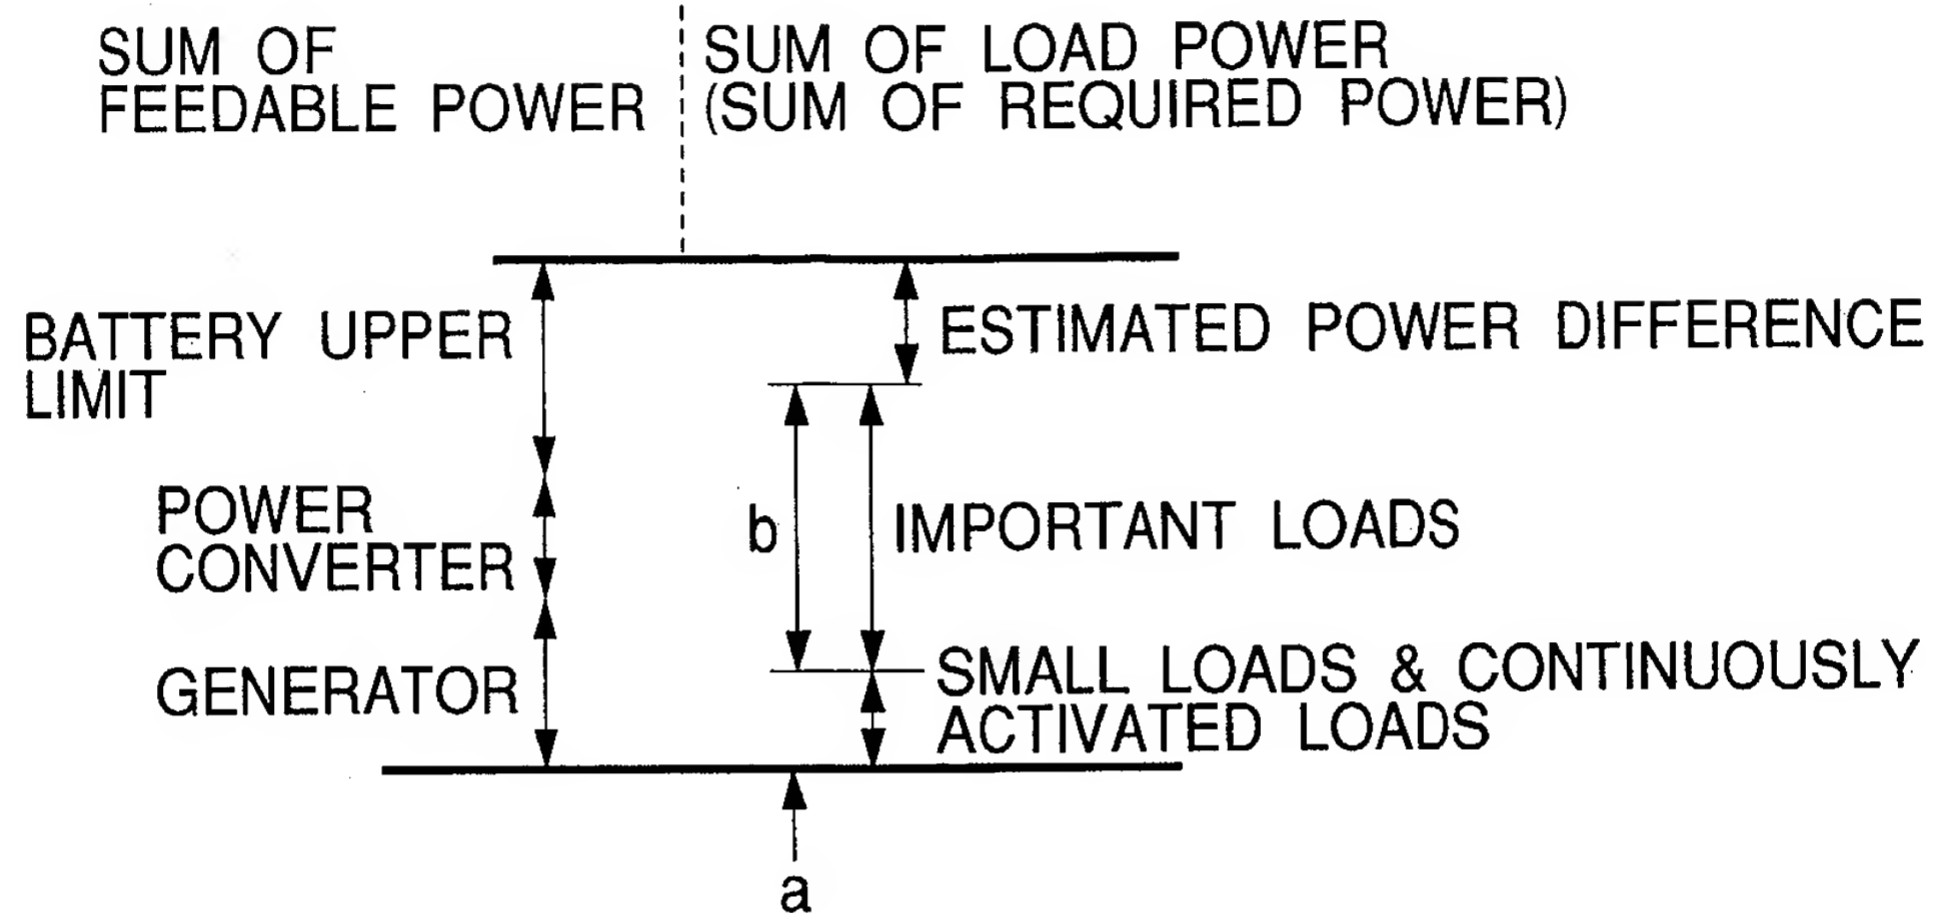 SUM OF
FEEDABLE POWER
SUM OF LOAD POWER
(SUM OF REQUIRED POWER)
BATTERY UPPER
LIMIT
POWER
CONVERTER
GENERATOR
ESTIMATED POWER DIFFERENCE
b
IMPORTANT LOADS
SMALL LOADS & CONTINUOUSLY
ACTIVATED LOADS
a